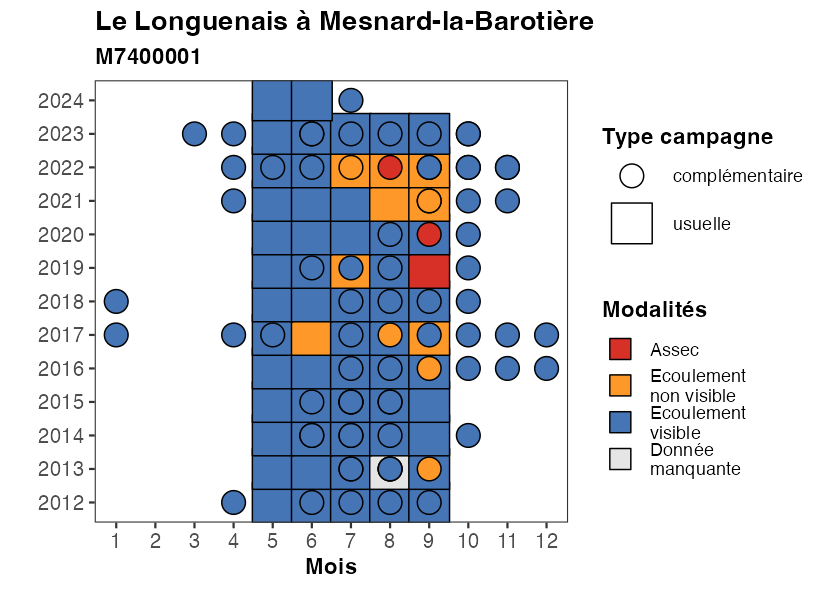 Le Longuenais à Mesnard-la-Barotière
M7400001
2024
2023
2022
2021
2020
2019
2018
2017
2016
2015
2014
2013
2012
1 2 3 4 5 6 7 8 9 10 11 12
Mois
Type campagne
complémentaire
usuelle
Modalités
Assec
Ecoulement
non visible
Ecoulement
visible
Donnée
manquante